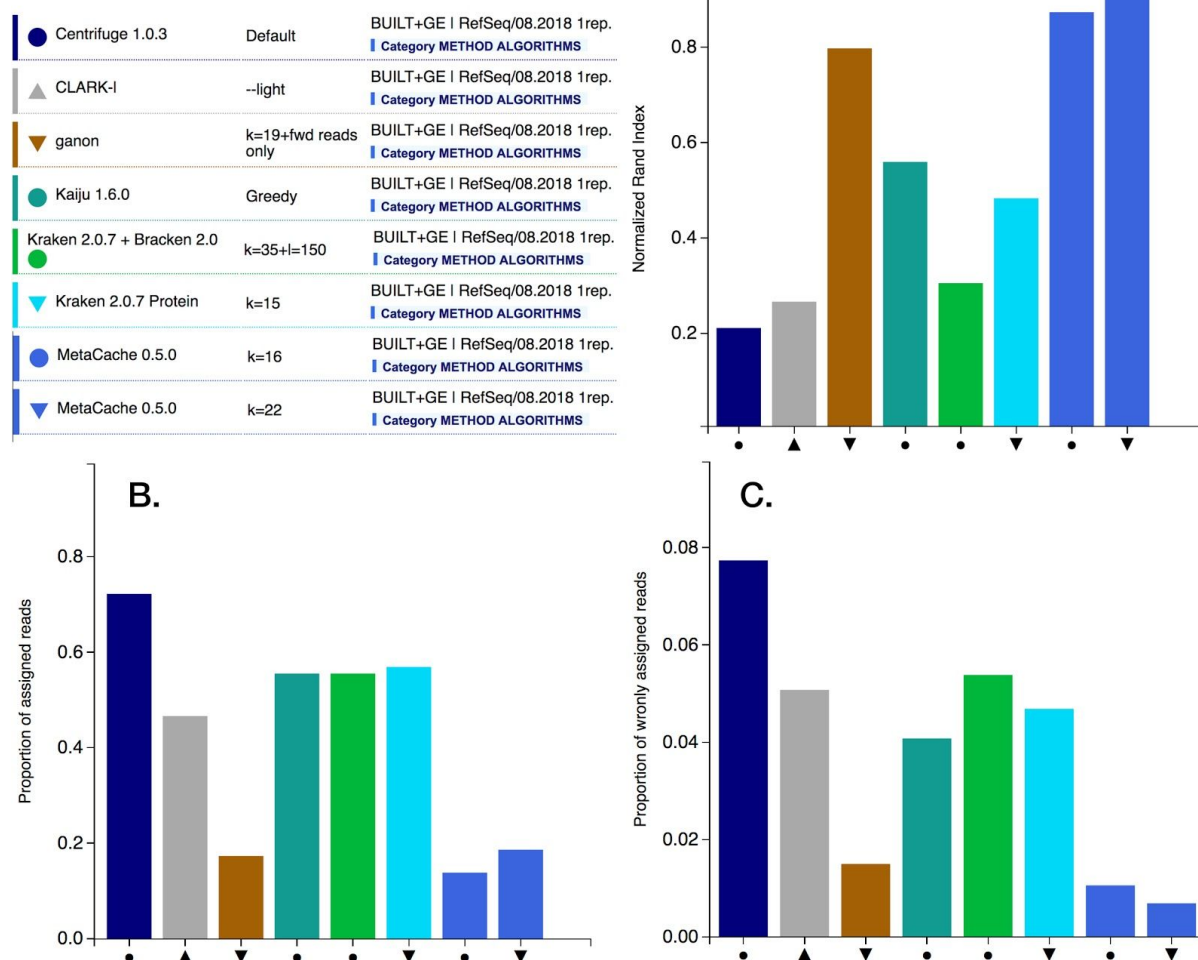 Centrifuge 1.0.3 Default BUILT+GE | RefSeq/08.2018 1rep.
Category METHOD ALGORITHMS
CLARK-l --light BUILT+GE | RefSeq/08.2018 1rep.
Category METHOD ALGORITHMS
ganon k=19+fwd reads only BUILT+GE | RefSeq/08.2018 1rep.
Category METHOD ALGORITHMS
Kaiju 1.6.0 Greedy BUILT+GE | RefSeq/08.2018 1rep.
Category METHOD ALGORITHMS
Kraken 2.0.7 + Bracken 2.0 k=35+l=150 BUILT+GE | RefSeq/08.2018 1rep.
Category METHOD ALGORITHMS
Kraken 2.0.7 Protein k=15 BUILT+GE | RefSeq/08.2018 1rep.
Category METHOD ALGORITHMS
MetaCache 0.5.0 k=16 BUILT+GE | RefSeq/08.2018 1rep.
Category METHOD ALGORITHMS
MetaCache 0.5.0 k=22 BUILT+GE | RefSeq/08.2018 1rep.
Category METHOD ALGORITHMS
Normalized Rand Index
0.8
0.6
0.4
0.2
B.
Proportion of assigned reads
0.8
0.6
0.4
0.2
0.0
C.
Proportion of wronly assigned reads
0.08
0.06
0.04
0.02
0.00